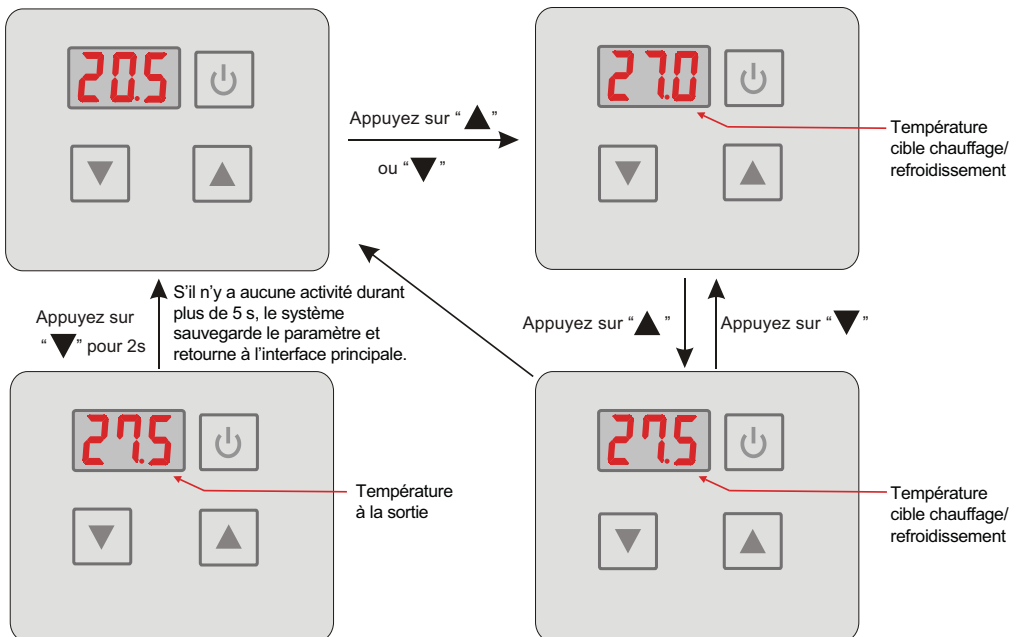 20.5
27.0
Appuyez sur “▲”
ou “▼”
Température
cible chauffage/
refroidissement
S’il n’y a aucune activité durant
plus de 5 s, le système
sauvegarde le paramètre et
retourne à l’interface principale.
Appuyez sur
“▼” pour 2s
Appuyez sur “▲”
Appuyez sur “▼”
27.5
Température
à la sortie
27.5
Température
cible chauffage/
refroidissement